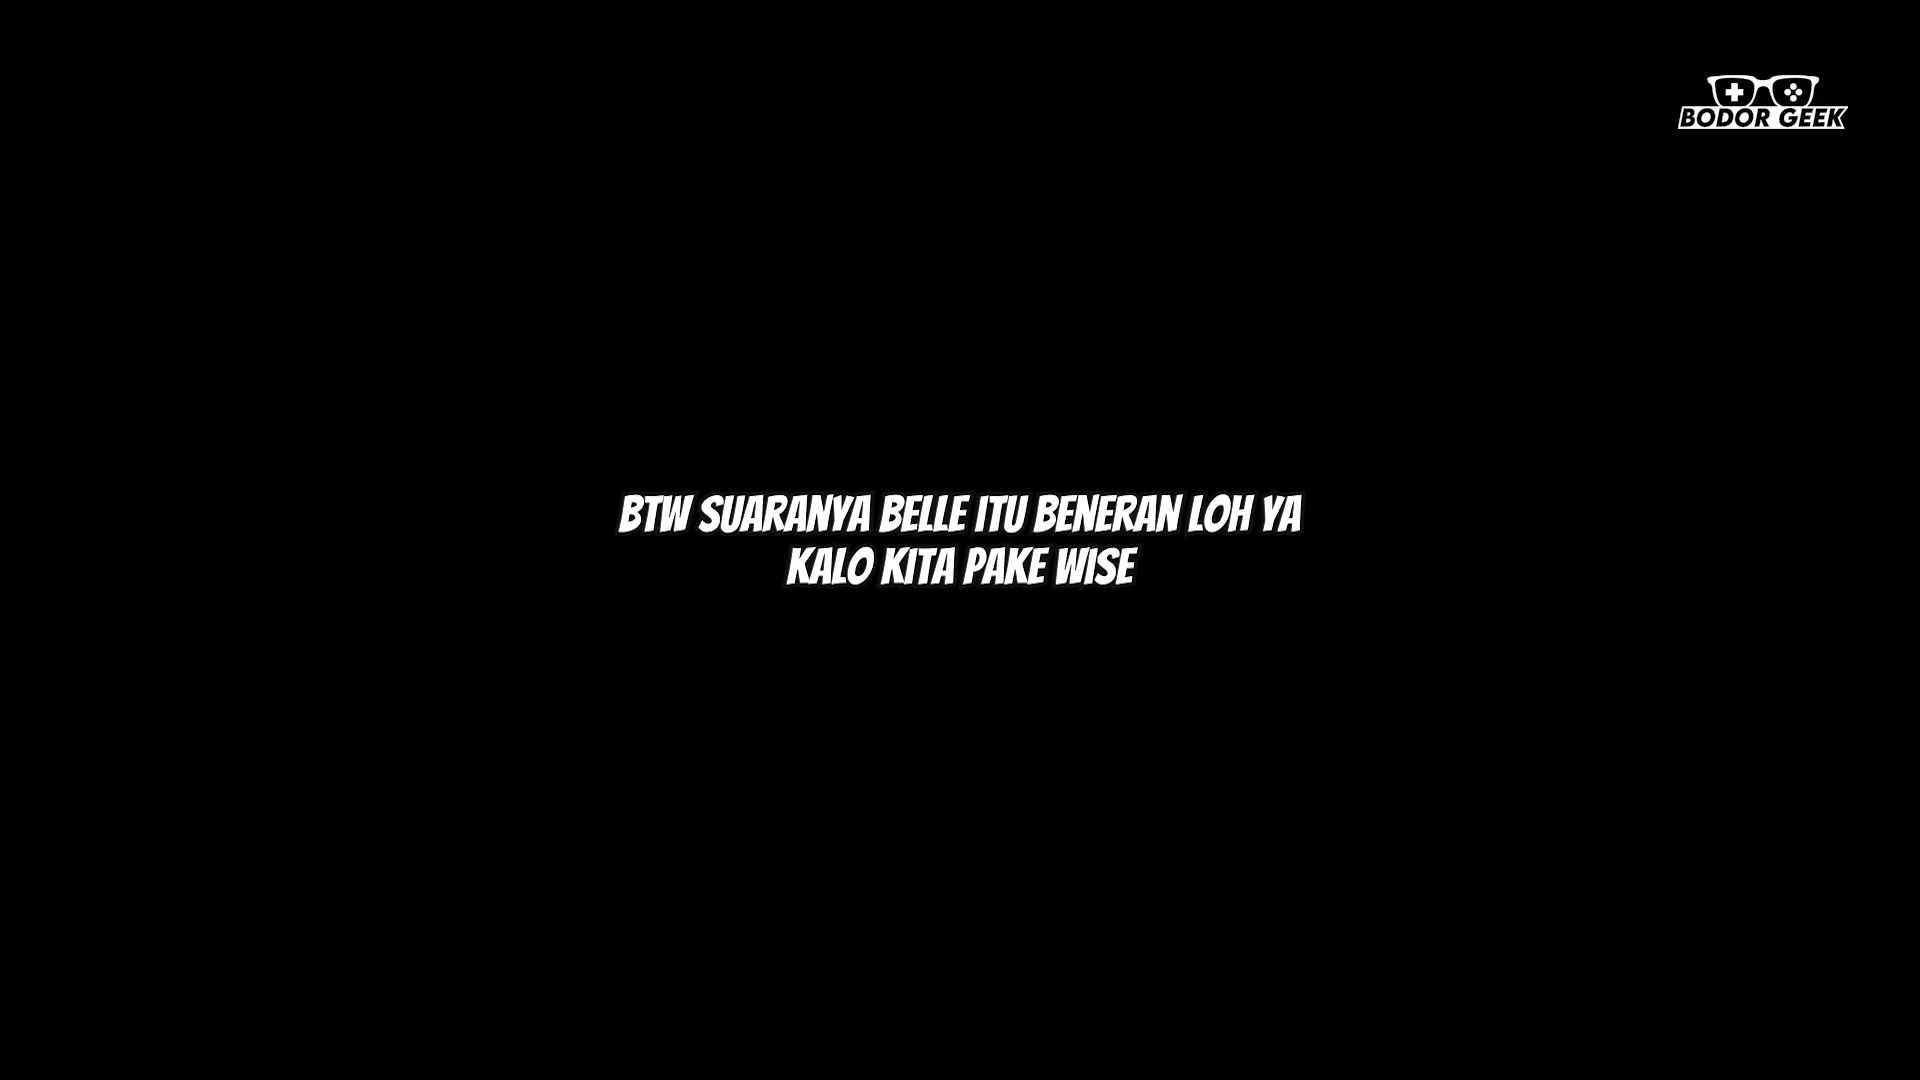 BODOR GEEK
BTW SUARANYA BELLE ITU BENERAN LOH YA
KALO KITA PAKE WISE